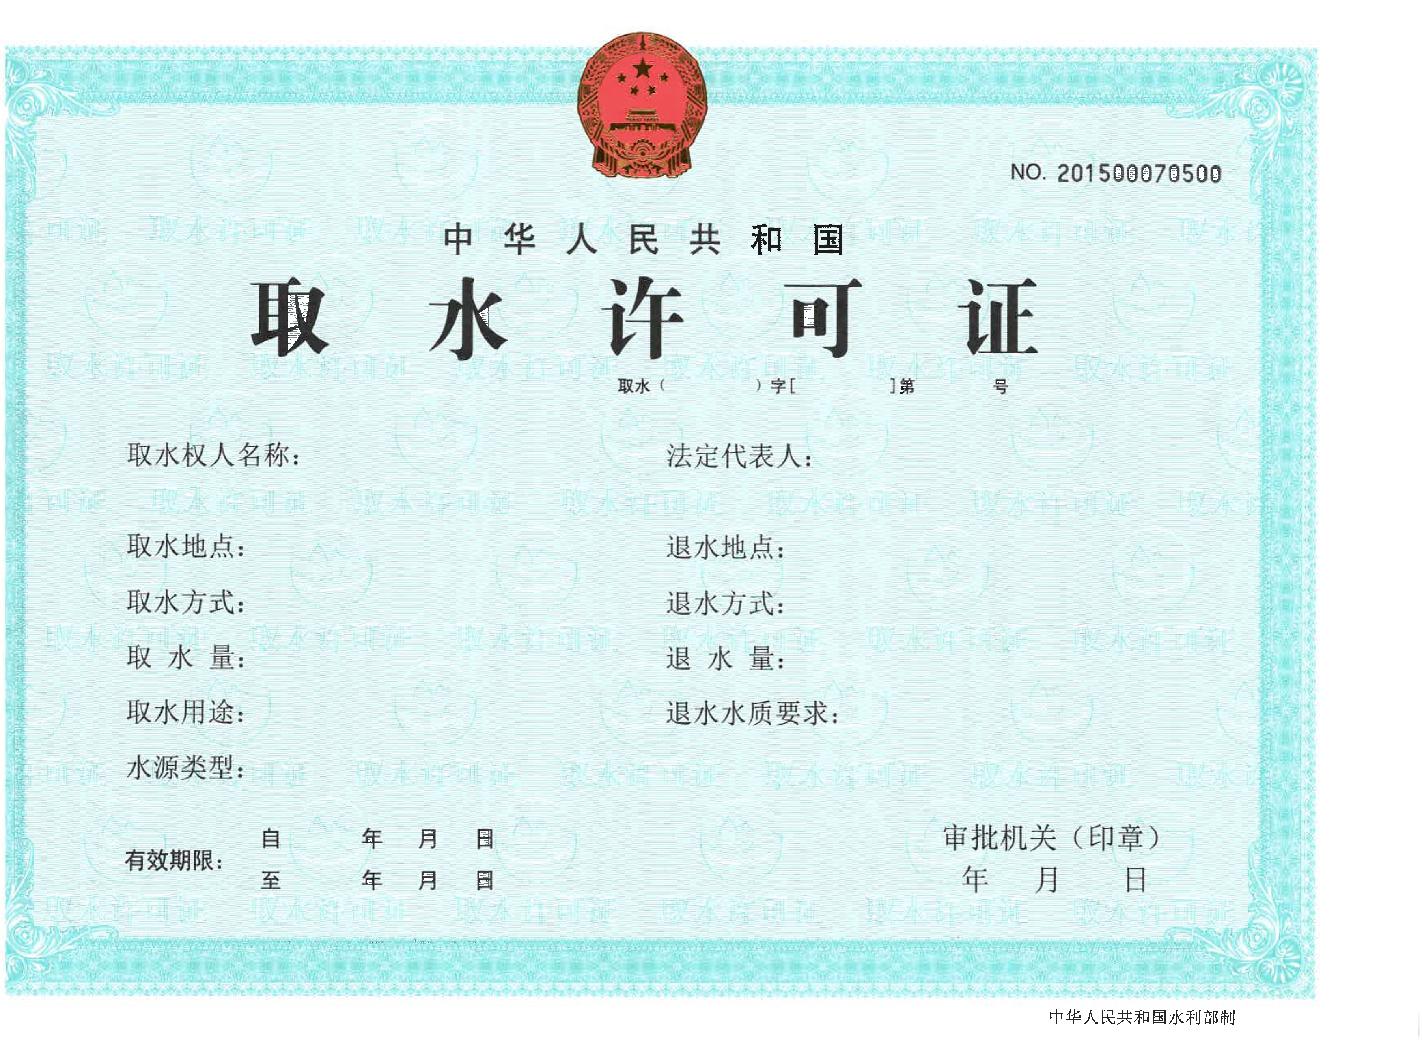 NO. 201500070500
中华人民共和国
取水许可证
取水（ ）字[ ]第 号
取水权人名称： 法定代表人：
取水地点： 退水地点：
取水方式： 退水方式：
取 水 量： 退 水 量：
取水用途： 退水水质要求：
水源类型：
有效期限： 自 年 月 日
至 年 月 日
审批机关（印章）
年 月 日
中华人民共和国水利部制